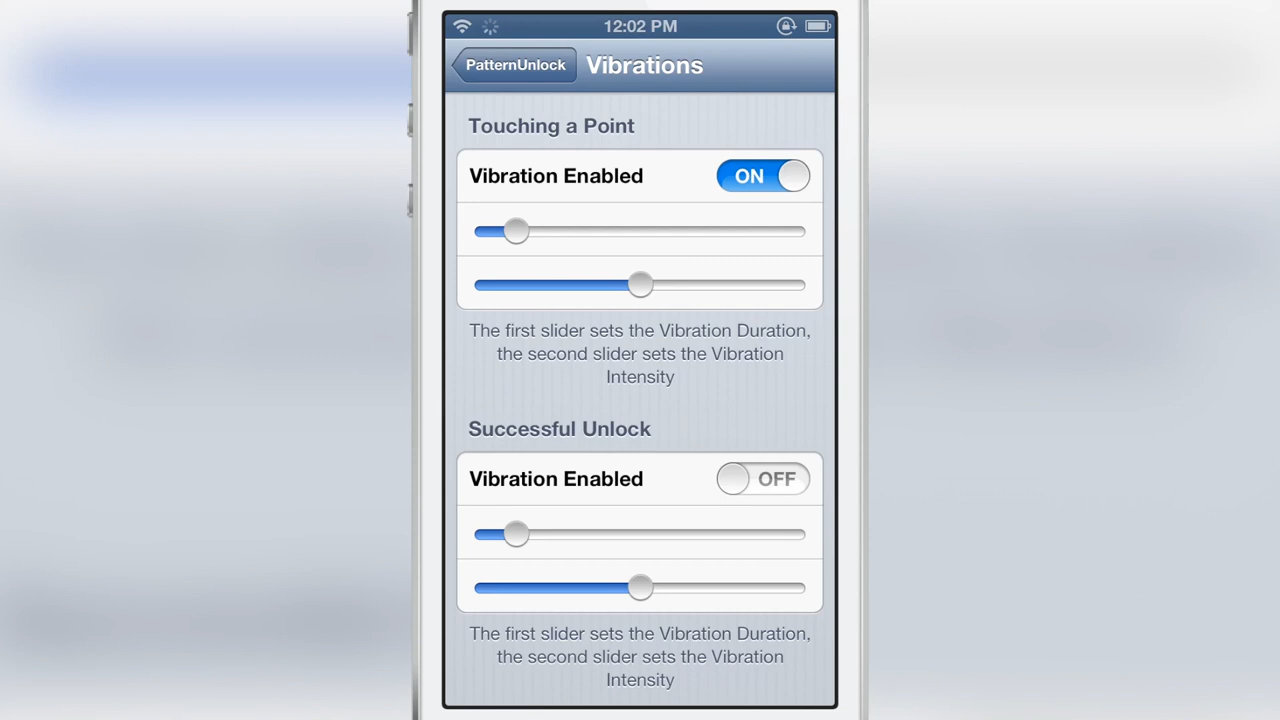 12:02 PM
PatternUnlock
Vibrations
Touching a Point
Vibration Enabled
ON
The first slider sets the Vibration Duration,
the second slider sets the Vibration
Intensity
Successful Unlock
Vibration Enabled
OFF
The first slider sets the Vibration Duration,
the second slider sets the Vibration
Intensity